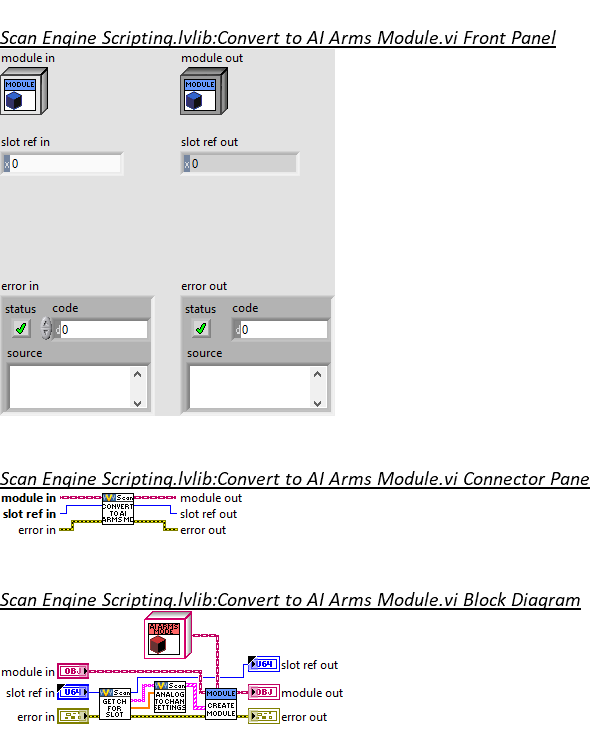 Scan Engine Scripting.lvlib:Convert to AI Arms Module.vi Front Panel
module in module out
MODULE MODULE
slot ref in slot ref out
x 0 x 0
error in error out
status code status code
d 0 d 0
source source
Scan Engine Scripting.lvlib:Convert to AI Arms Module.vi Connector Pane
module in Scan module out
slot ref in CONVERT TO AI ARMS MO slot ref out
error in error out
Scan Engine Scripting.lvlib:Convert to AI Arms Module.vi Block Diagram
AI ARMS MODE
U64 slot ref out
module in OBJ
slot ref in U64 Scan GET CH FOR SLOT Scan ANALOG TO CHAN SETTINGS MODULE CREATE MODULE OBJ module out
error in error out